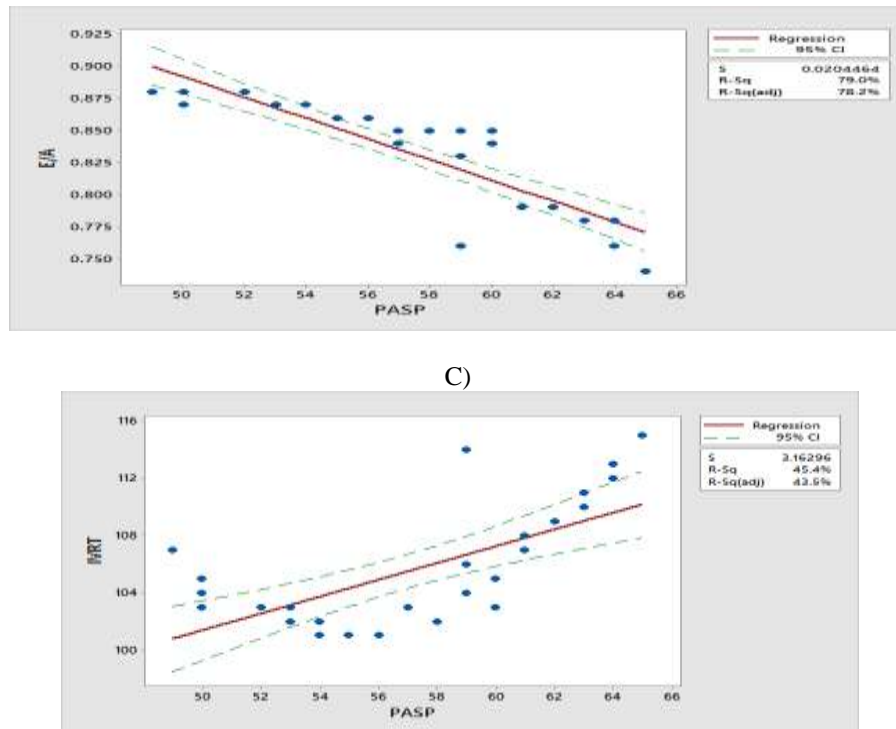 0.925
0.900
0.875
0.850
0.825
0.800
0.775
0.750
E/A
50 52 54 56 58 60 62 64 66
PASP
Regression
95% CI
S 0.0204464
R-Sq 79.0%
R-Sq(adj) 78.2%
C)
116
112
108
104
100
IVRT
50 52 54 56 58 60 62 64 66
PASP
Regression
95% CI
S 3.16296
R-Sq 45.4%
R-Sq(adj) 43.5%